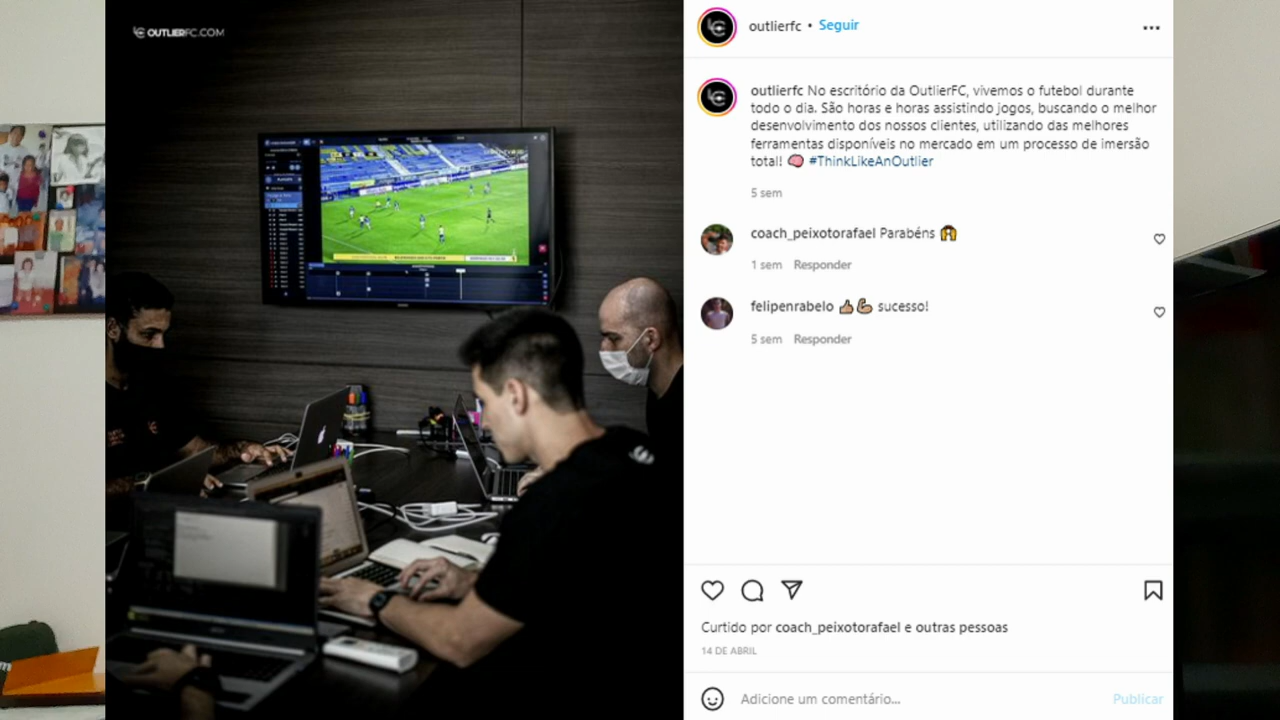 OUTLIERFC.COM
outlierfc • Seguir
outlierfc No escritório da OutlierFC, vivemos o futebol durante
todo o dia. São horas e horas assistindo jogos, buscando o melhor
desenvolvimento dos nossos clientes, utilizando das melhores
ferramentas disponíveis no mercado em um processo de imersão
total! 🧠 #ThinkLikeAnOutlier
5 sem
coach_peixotorafael Parabéns 🙌
1 sem Responder
felipenrabelo 👍🏼💪🏼 sucesso!
5 sem Responder
Curtido por coach_peixotorafael e outras pessoas
14 DE ABRIL
Adicione um comentário...
Publicar